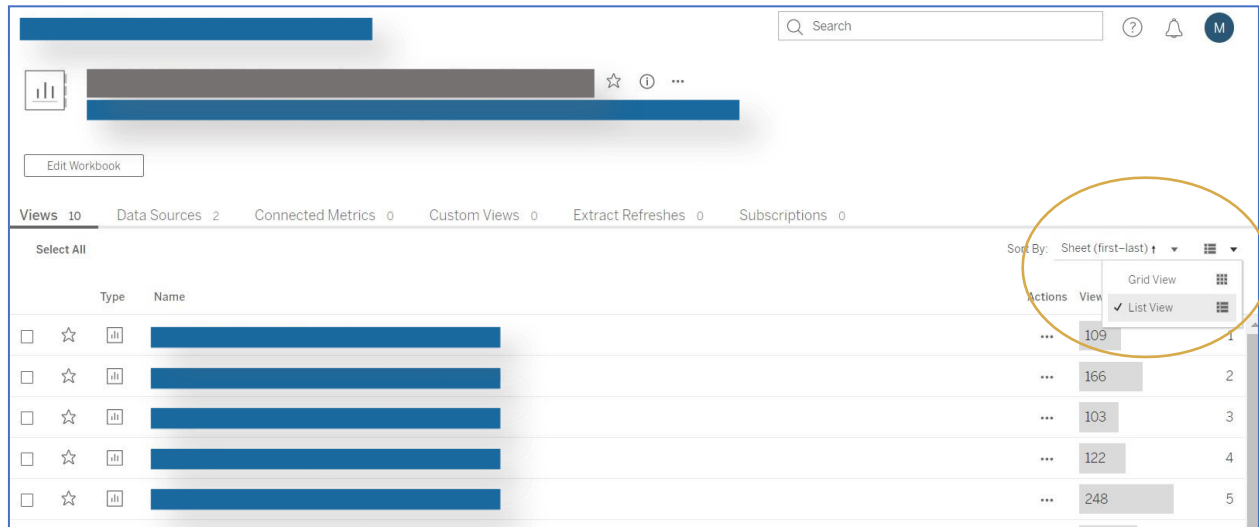 Search ? M
i •••
Edit Workbook
Views 10 Data Sources 2 Connected Metrics 0 Custom Views 0 Extract Refreshes 0 Subscriptions 0
Select All Sort By: Sheet (first–last) ↑
Grid View
Type Name Actions View
✓ List View
••• 109 1
••• 166 2
••• 103 3
••• 122 4
••• 248 5